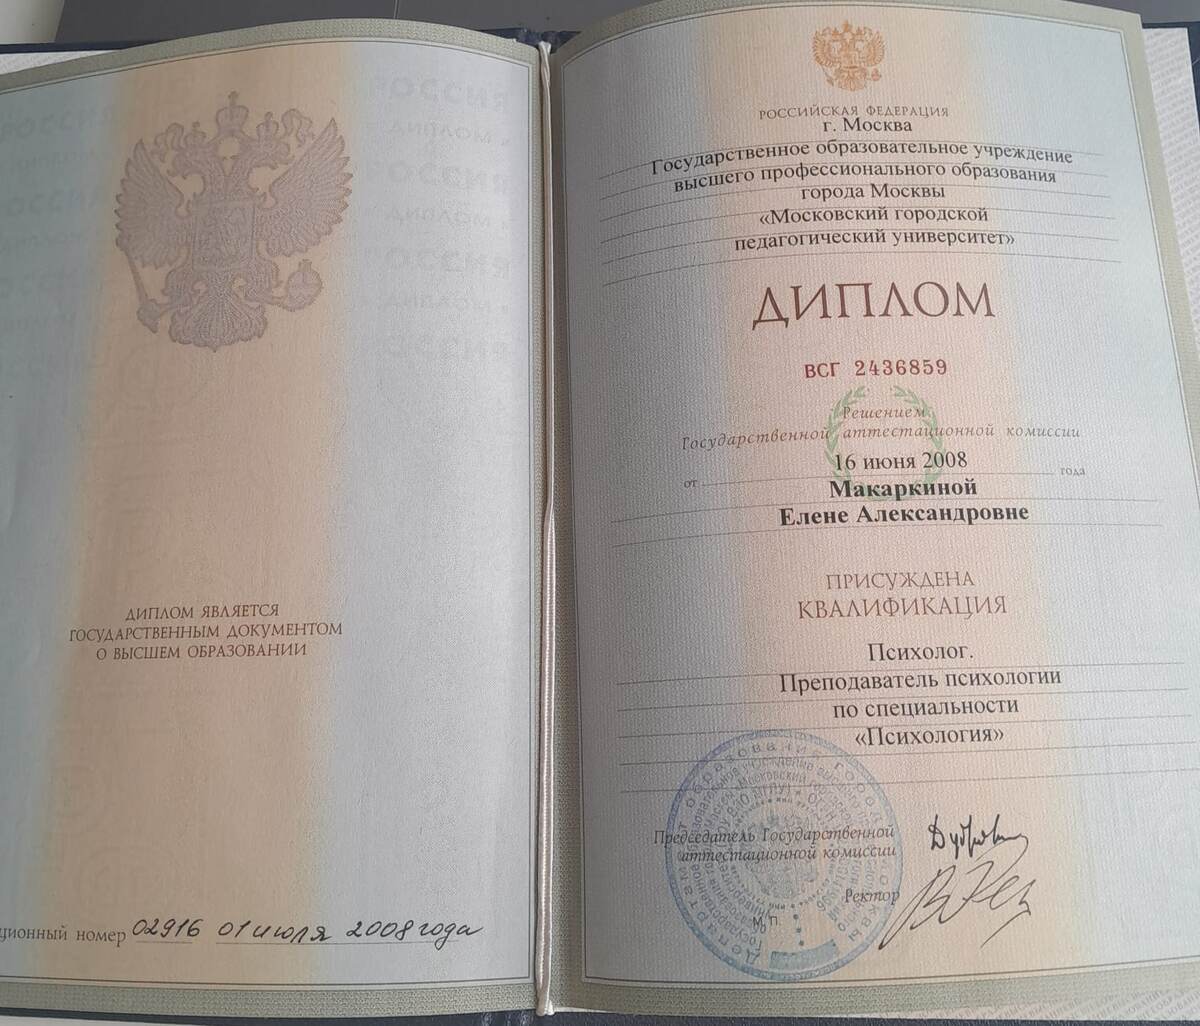 ДИПЛОМ ЯВЛЯЕТСЯ
ГОСУДАРСТВЕННЫМ ДОКУМЕНТОМ
О ВЫСШЕМ ОБРАЗОВАНИИ
ционный номер 02916 01 июля 2008 года
РОССИЙСКАЯ ФЕДЕРАЦИЯ
г. Москва
Государственное образовательное учреждение
высшего профессионального образования
города Москвы
«Московский городской
педагогический университет»
ДИПЛОМ
ВСГ 2436859
Решением
Государственной аттестационной комиссии
от 16 июня 2008 года
Макаркиной
Елене Александровне
ПРИСУЖДЕНА
КВАЛИФИКАЦИЯ
Психолог.
Преподаватель психологии
по специальности
«Психология»
Председатель Государственной
аттестационной комиссии
Ректор
М.П.